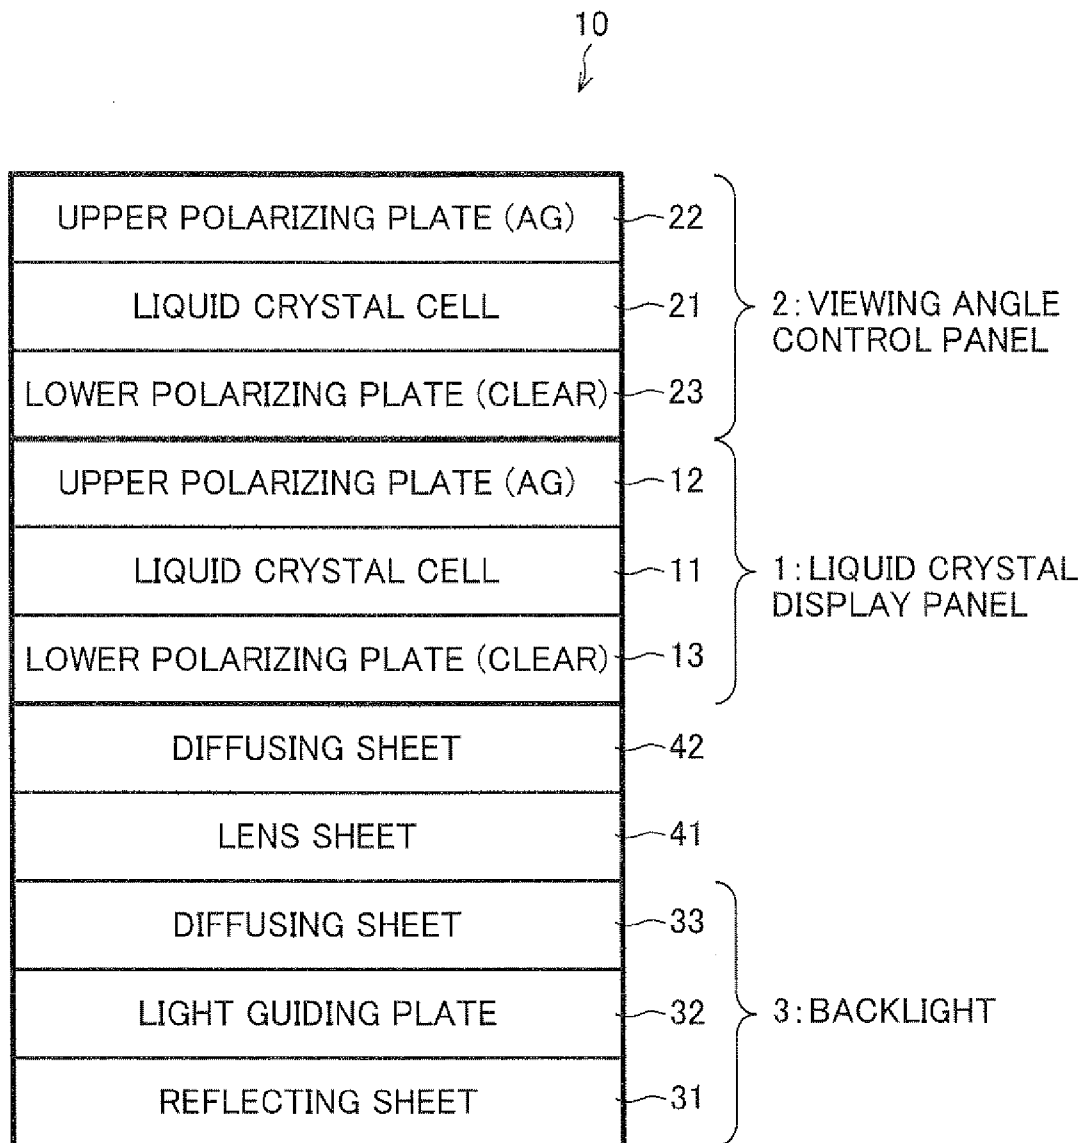 10
UPPER POLARIZING PLATE (AG) 22
LIQUID CRYSTAL CELL 21
2:VIEWING ANGLE
CONTROL PANEL
LOWER POLARIZING PLATE (CLEAR) 23
UPPER POLARIZING PLATE (AG) 12
LIQUID CRYSTAL CELL 11
1:LIQUID CRYSTAL
DISPLAY PANEL
LOWER POLARIZING PLATE (CLEAR) 13
DIFFUSING SHEET 42
LENS SHEET 41
DIFFUSING SHEET 33
LIGHT GUIDING PLATE 32
3:BACKLIGHT
REFLECTING SHEET 31